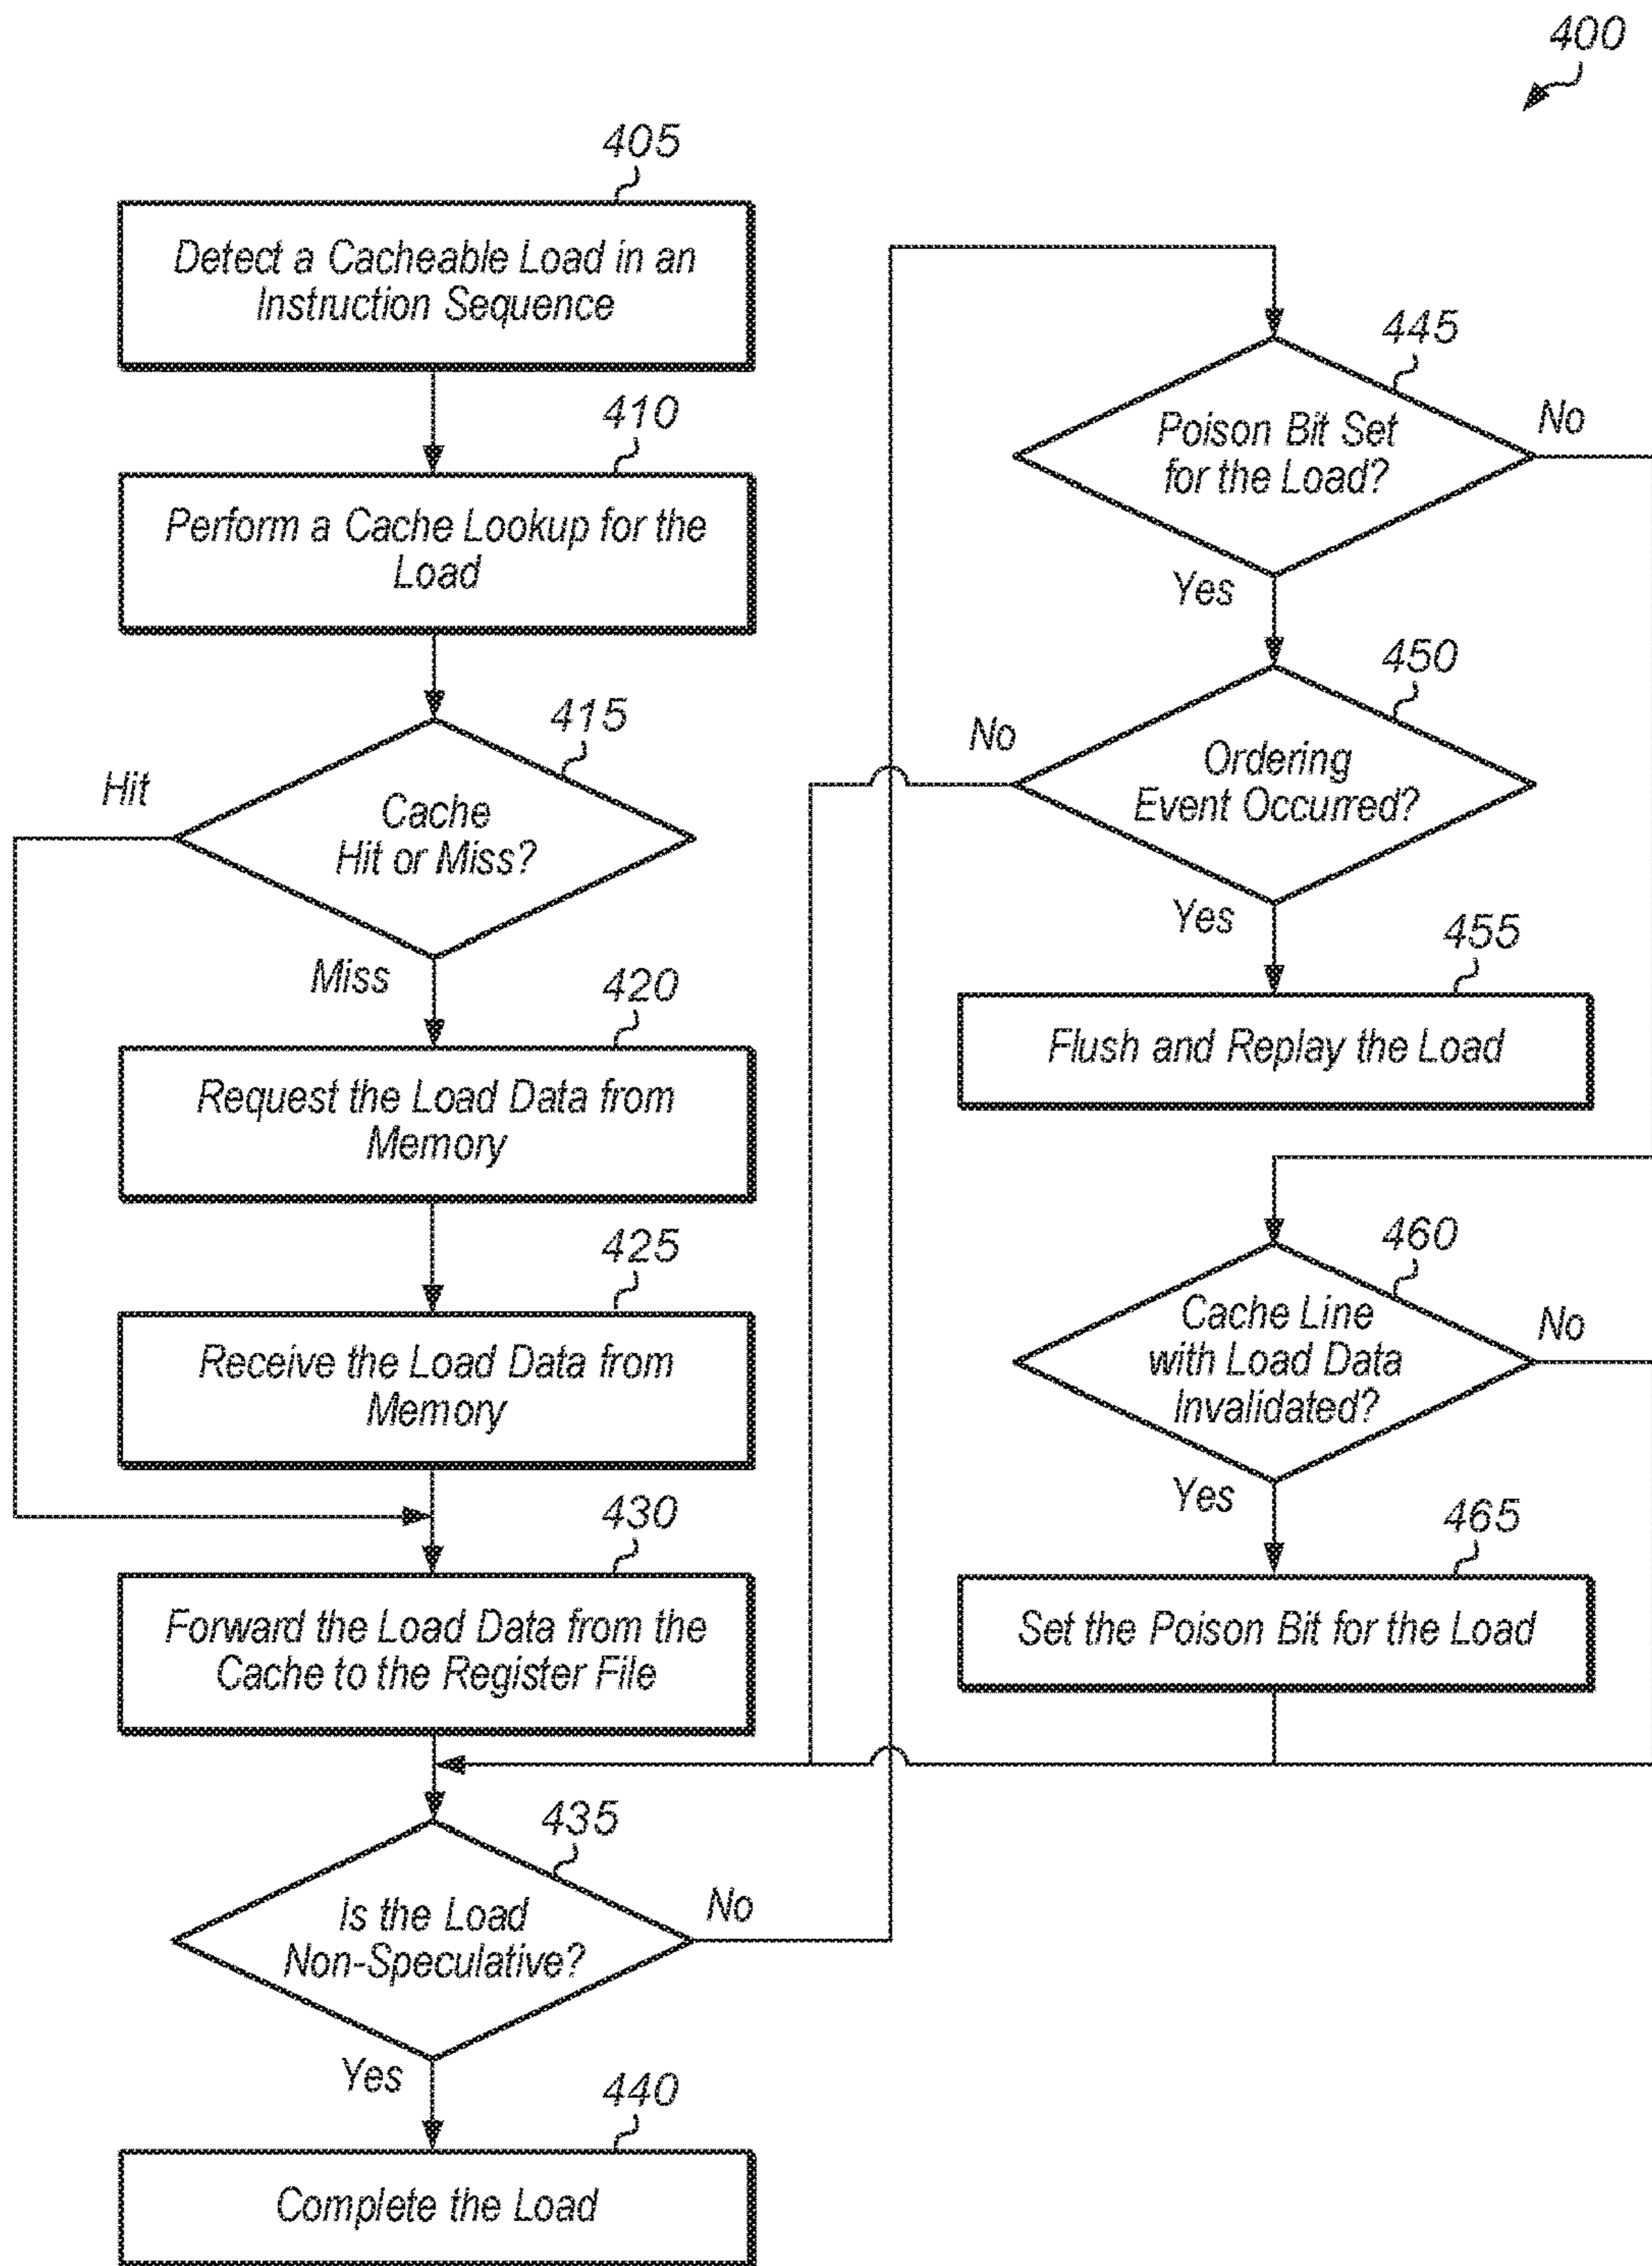 400
405
Detect a Cacheable Load in an
Instruction Sequence
410
Perform a Cache Lookup for the
Load
415
Hit
Cache
Hit or Miss?
Miss
420
Request the Load Data from
Memory
425
Receive the Load Data from
Memory
430
Forward the Load Data from the
Cache to the Register File
435
Is the Load
Non-Speculative?
No
Yes
440
Complete the Load
445
Poison Bit Set
for the Load?
No
Yes
450
No
Ordering
Event Occurred?
Yes
455
Flush and Replay the Load
460
Cache Line
with Load Data
Invalidated?
No
Yes
465
Set the Poison Bit for the Load